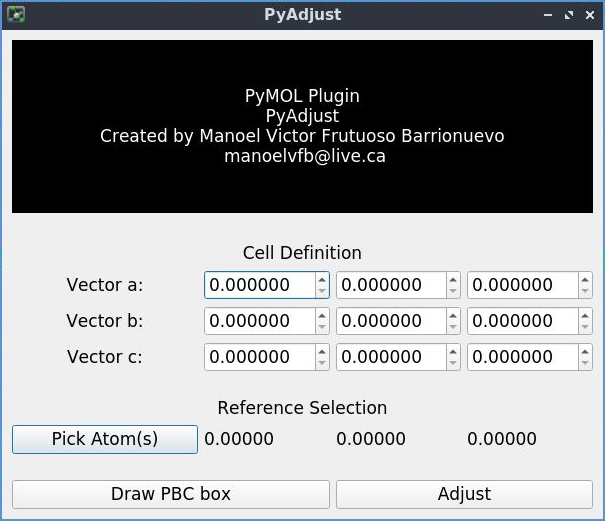 PyAdjust
PyMOL Plugin
PyAdjust
Created by Manoel Victor Frutuoso Barrionuevo
manoelvfb@live.ca
Cell Definition
Vector a: 0.000000 0.000000 0.000000
Vector b: 0.000000 0.000000 0.000000
Vector c: 0.000000 0.000000 0.000000
Reference Selection
Pick Atom(s) 0.00000 0.00000 0.00000
Draw PBC box Adjust